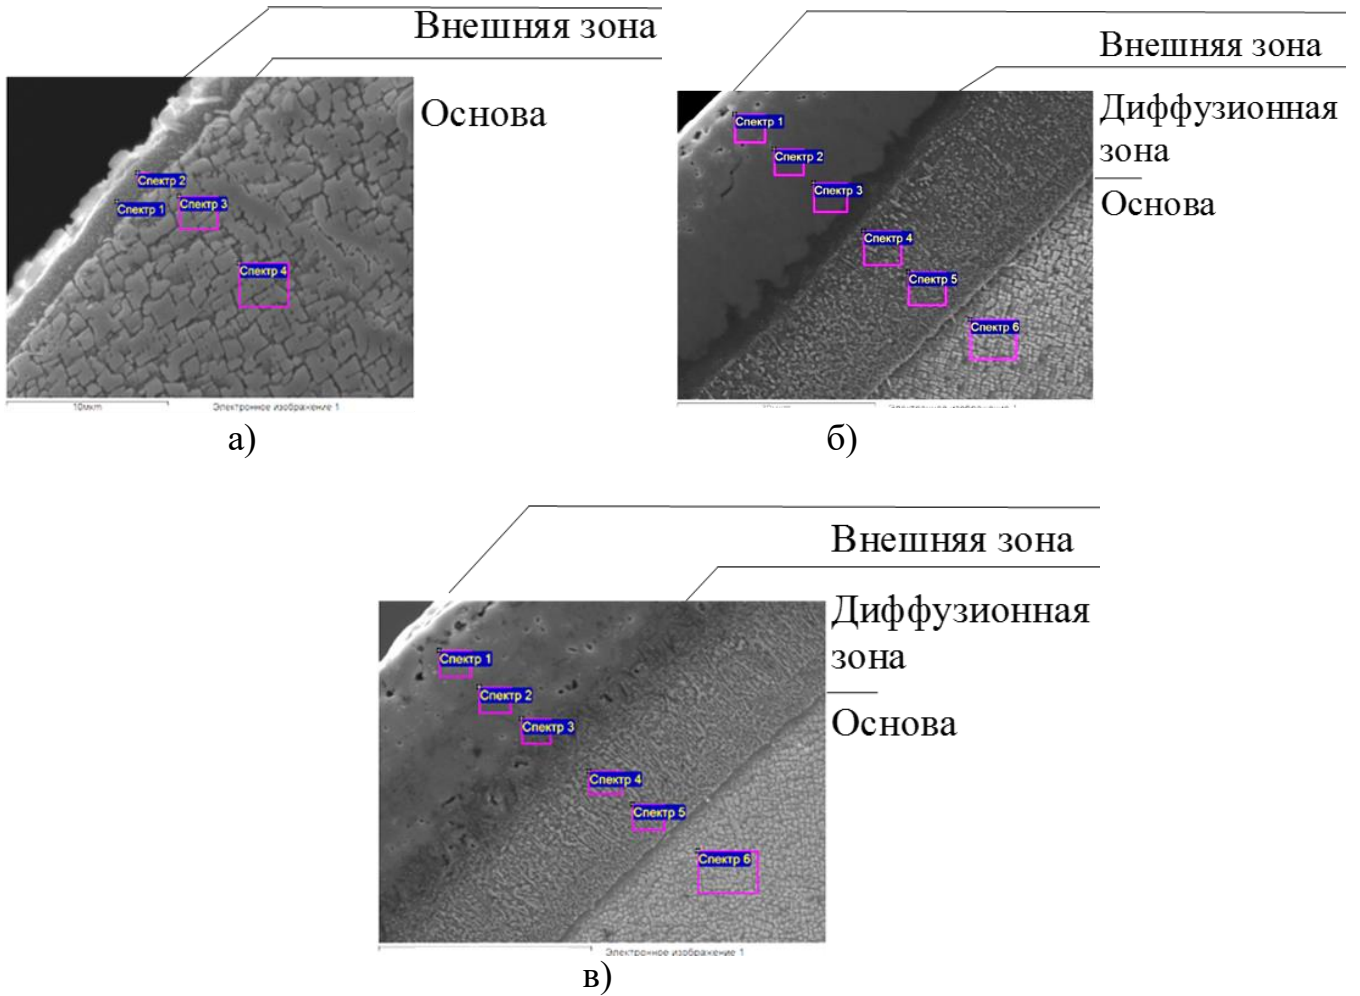 Внешняя зона
Основа
Спектр 2
Спектр 1
Спектр 3
Спектр 4
10мкm
Электронное изображение 1
а)
Внешняя зона
Диффузионная
зона
Основа
Спектр 1
Спектр 2
Спектр 3
Спектр 4
Спектр 5
Спектр 6
б)
Внешняя зона
Диффузионная
зона
Основа
Спектр 1
Спектр 2
Спектр 3
Спектр 4
Спектр 5
Спектр 6
Электронное изображение 1
в)